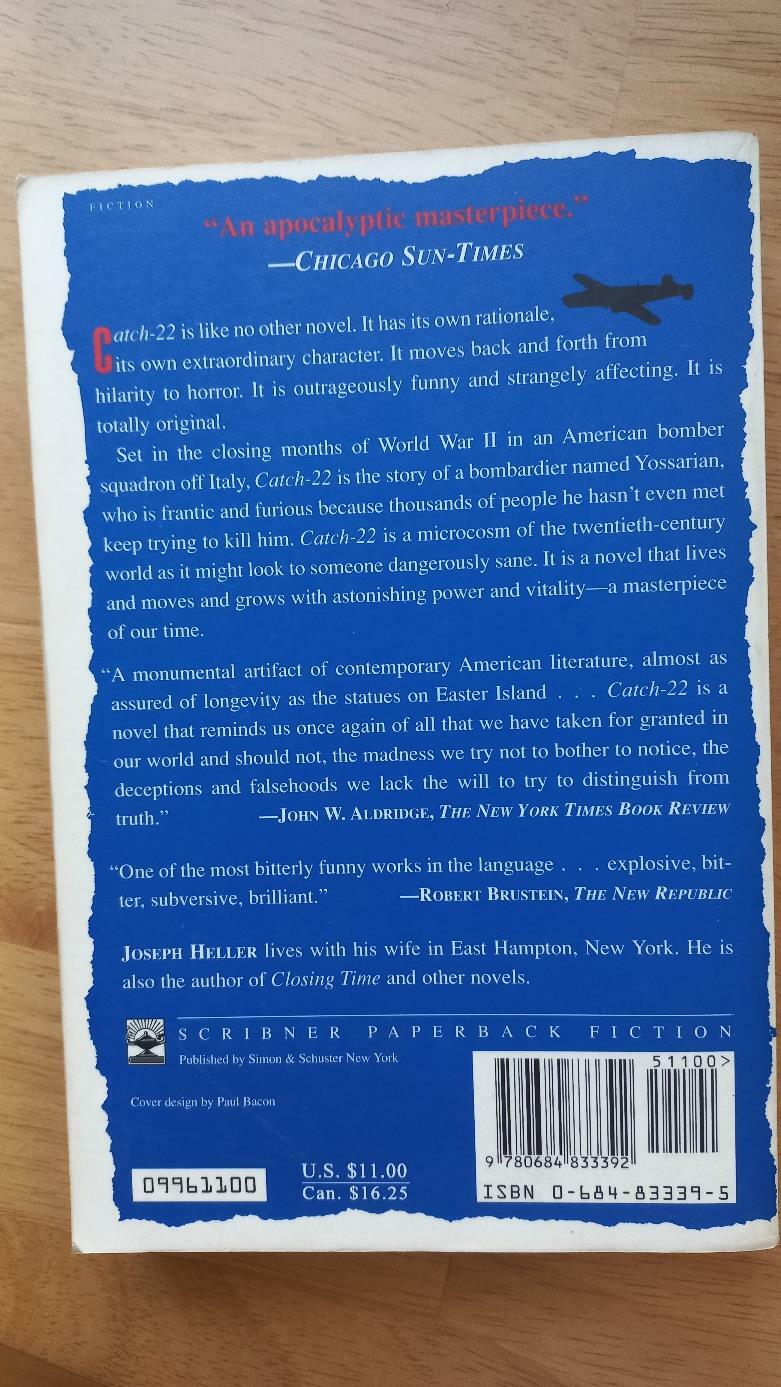 FICTION
“An apocalyptic masterpiece.”
—CHICAGO SUN-TIMES
Catch-22 is like no other novel. It has its own rationale,
its own extraordinary character. It moves back and forth from
hilarity to horror. It is outrageously funny and strangely affecting. It is
totally original.
Set in the closing months of World War II in an American bomber
squadron off Italy, Catch-22 is the story of a bombardier named Yossarian,
who is frantic and furious because thousands of people he hasn’t even met
keep trying to kill him. Catch-22 is a microcosm of the twentieth-century
world as it might look to someone dangerously sane. It is a novel that lives
and moves and grows with astonishing power and vitality—a masterpiece
of our time.
“A monumental artifact of contemporary American literature, almost as
assured of longevity as the statues on Easter Island . . . Catch-22 is a
novel that reminds us once again of all that we have taken for granted in
our world and should not, the madness we try not to bother to notice, the
deceptions and falsehoods we lack the will to try to distinguish from
truth.” —JOHN W. ALDRIDGE, THE NEW YORK TIMES BOOK REVIEW
“One of the most bitterly funny works in the language . . . explosive, bit-
ter, subversive, brilliant.” —ROBERT BRUSTEIN, THE NEW REPUBLIC
JOSEPH HELLER lives with his wife in East Hampton, New York. He is
also the author of Closing Time and other novels.
SCRIBNER PAPERBACK FICTION
Published by Simon & Schuster New York
Cover design by Paul Bacon
51100>
9 780684 833392
ISBN 0-684-83339-5
09961100
U.S. $11.00
Can. $16.25